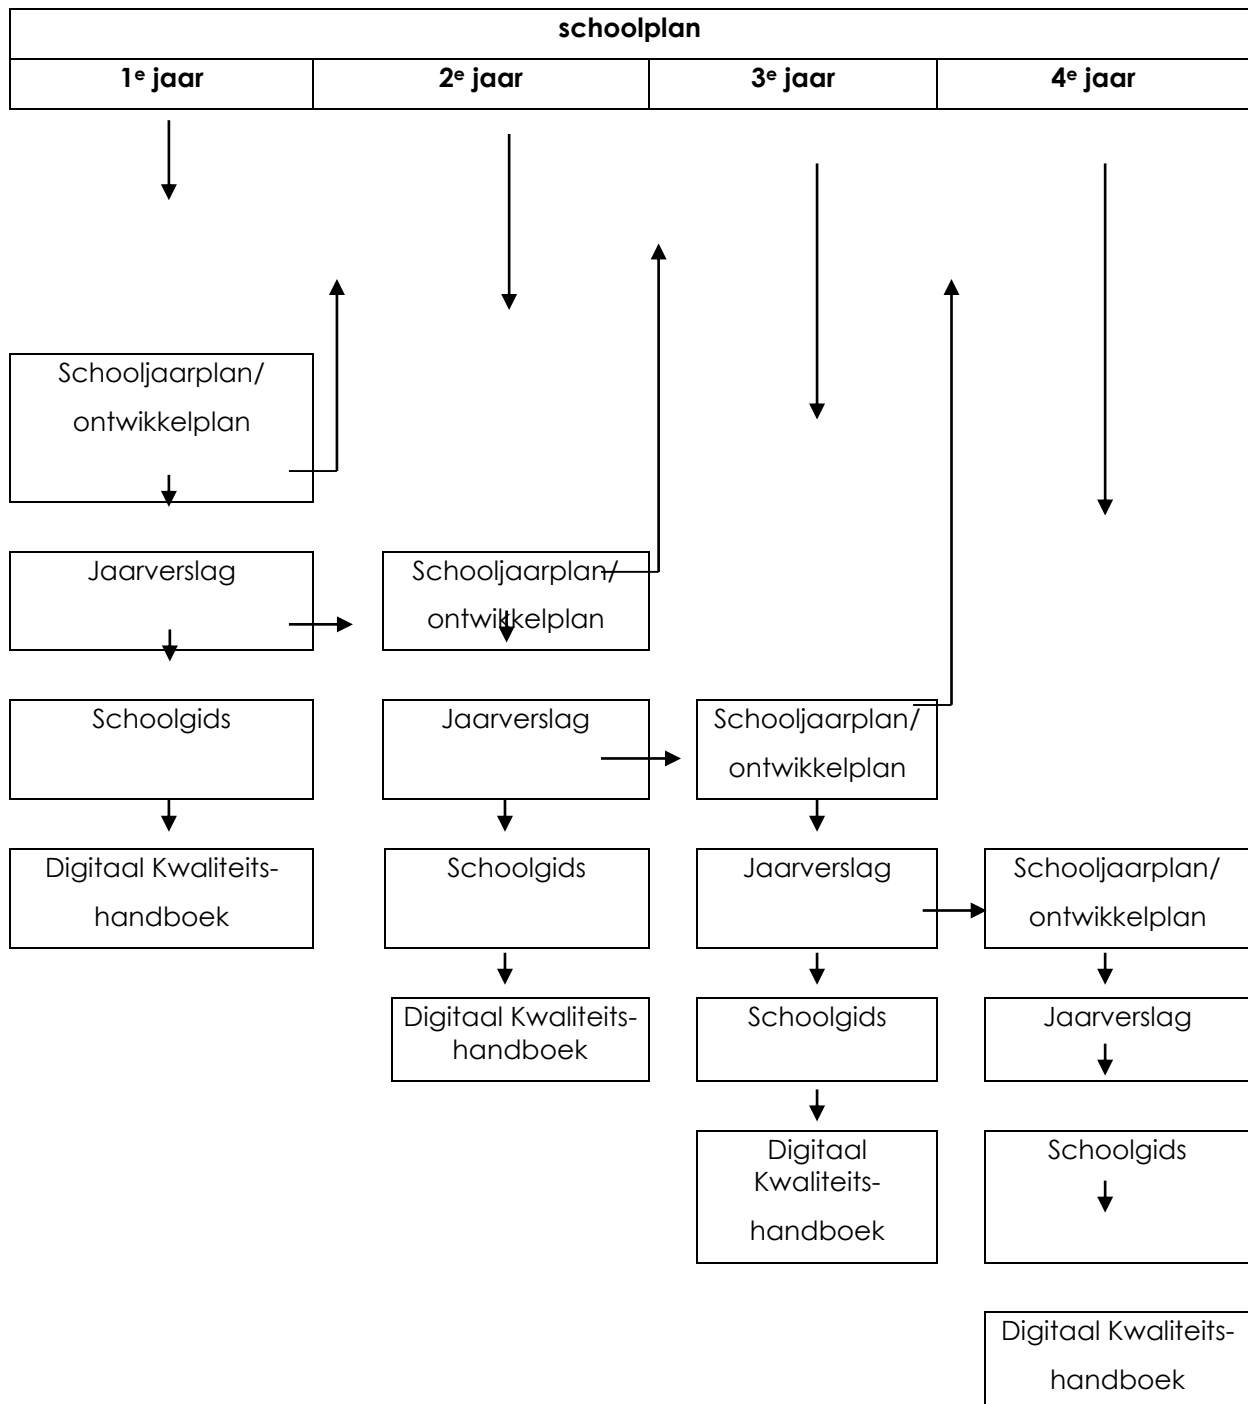 schoolplan
1e jaar
2e jaar
3e jaar
4e jaar
Schooljaarplan/
ontwikkelplan
Jaarverslag
Schooljaarplan/
ontwikkelplan
Schoolgids
Jaarverslag
Schooljaarplan/
ontwikkelplan
Digitaal Kwaliteits-
handboek
Schoolgids
Jaarverslag
Schooljaarplan/
ontwikkelplan
Digitaal Kwaliteits-
handboek
Schoolgids
Jaarverslag
Digitaal
Kwaliteits-
handboek
Schoolgids
Digitaal Kwaliteits-
handboek